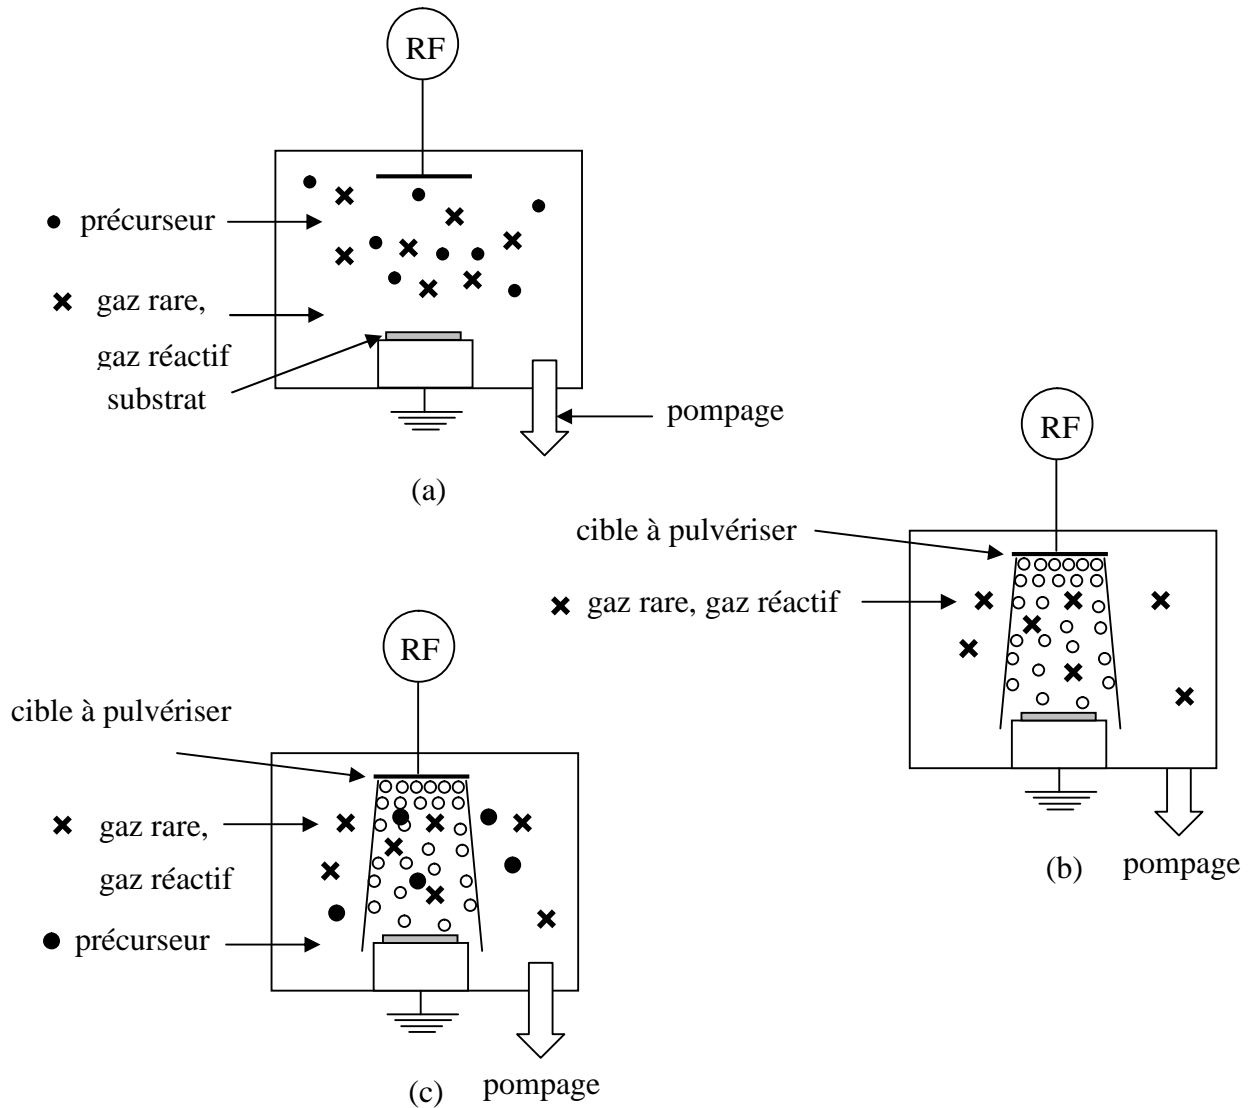 RF
précurseur
gaz rare,
gaz réactif
substrat
pompage
(a)
RF
cible à pulvériser
gaz rare, gaz réactif
(b)
pompage
RF
cible à pulvériser
gaz rare,
gaz réactif
précurseur
(c)
pompage